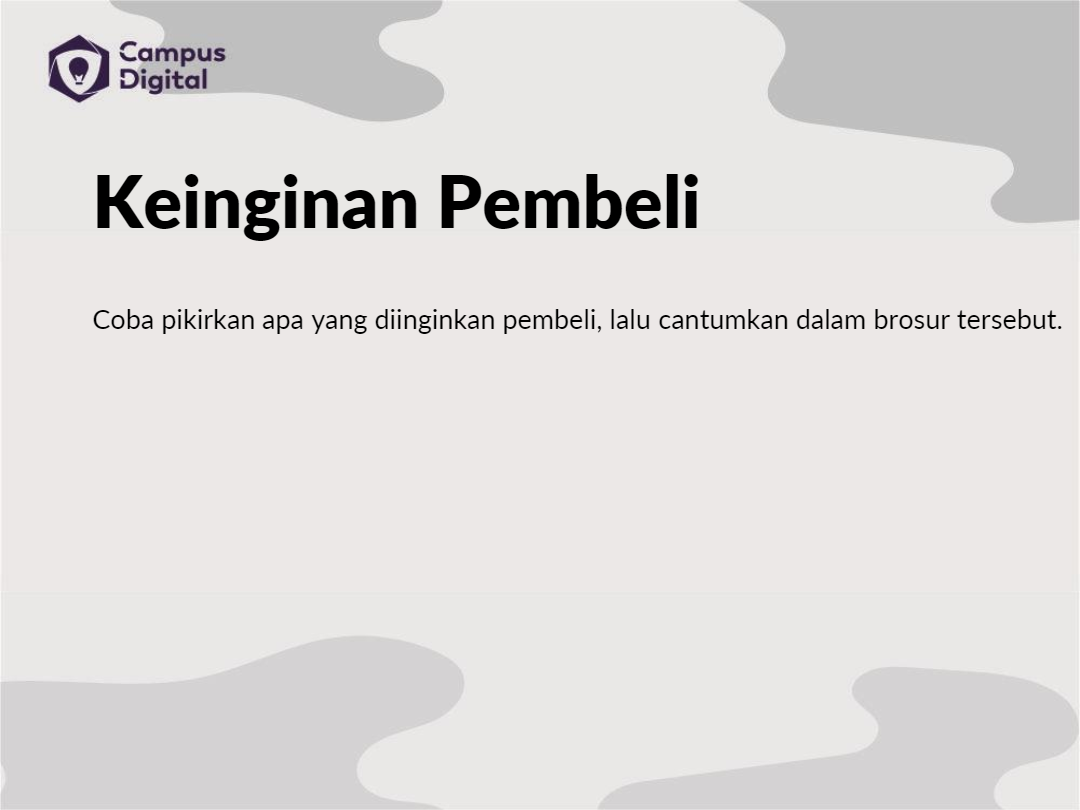 Campus
Digital
Keinginan Pembeli
Coba pikirkan apa yang diinginkan pembeli, lalu cantumkan dalam brosur tersebut.